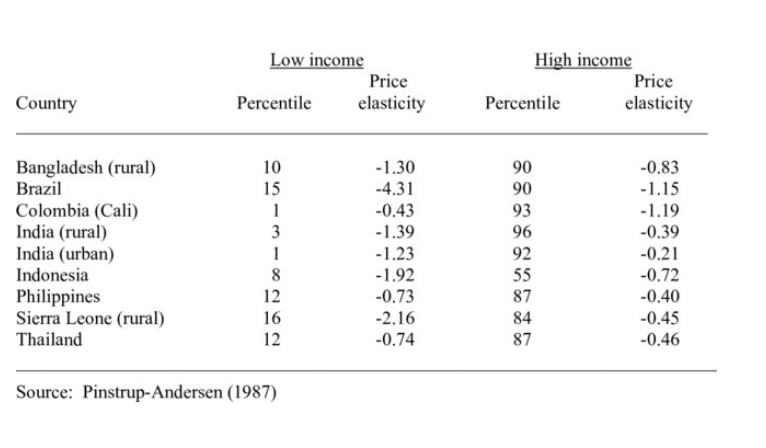 Low income High income
Price Price
Country Percentile elasticity Percentile elasticity
Bangladesh (rural) 10 -1.30 90 -0.83
Brazil 15 -4.31 90 -1.15
Colombia (Cali) 1 -0.43 93 -1.19
India (rural) 3 -1.39 96 -0.39
India (urban) 1 -1.23 92 -0.21
Indonesia 8 -1.92 55 -0.72
Philippines 12 -0.73 87 -0.40
Sierra Leone (rural) 16 -2.16 84 -0.45
Thailand 12 -0.74 87 -0.46
Source: Pinstrup-Andersen (1987)